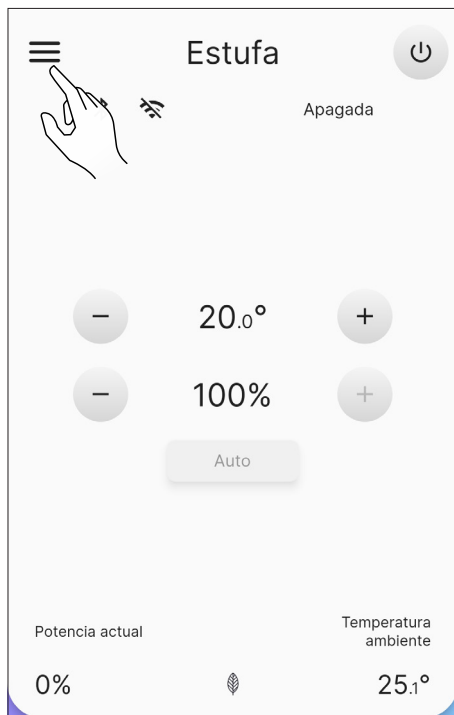 Estufa
Apagada
− 20.0° +
− 100% +
Auto
Potencia actual
Temperatura
ambiente
0%
25.1°